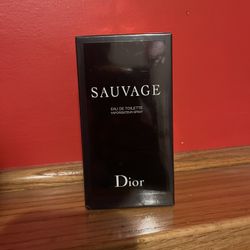 SAUVAGE
EAU DE TOILETTE
VAPORISATEUR SPRAY
Dior